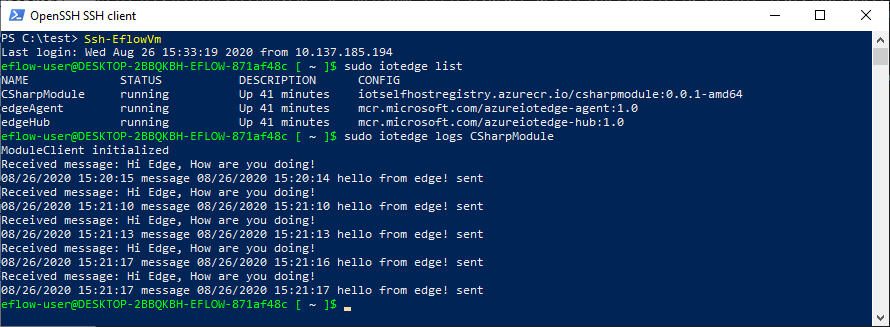 OpenSSH SSH client
PS C:\test> Ssh-EflowVm
Last login: Wed Aug 26 15:33:19 2020 from 10.137.185.194
eflow-user@DESKTOP-2BBQKBH-EFLOW-871af48c [ ~ ]$ sudo iotedge list
NAME             STATUS           DESCRIPTION      CONFIG
CSharpModule     running          Up 41 minutes    iotselfhostregistry.azurecr.io/csharpmodule:0.0.1-amd64
edgeAgent        running          Up 41 minutes    mcr.microsoft.com/azureiotedge-agent:1.0
edgeHub          running          Up 41 minutes    mcr.microsoft.com/azureiotedge-hub:1.0
eflow-user@DESKTOP-2BBQKBH-EFLOW-871af48c [ ~ ]$ sudo iotedge logs CSharpModule
ModuleClient initialized
Received message: Hi Edge, How are you doing!
08/26/2020 15:20:15 message 08/26/2020 15:20:14 hello from edge! sent
Received message: Hi Edge, How are you doing!
08/26/2020 15:21:10 message 08/26/2020 15:21:10 hello from edge! sent
Received message: Hi Edge, How are you doing!
08/26/2020 15:21:13 message 08/26/2020 15:21:13 hello from edge! sent
Received message: Hi Edge, How are you doing!
08/26/2020 15:21:17 message 08/26/2020 15:21:16 hello from edge! sent
Received message: Hi Edge, How are you doing!
08/26/2020 15:21:17 message 08/26/2020 15:21:17 hello from edge! sent
eflow-user@DESKTOP-2BBQKBH-EFLOW-871af48c [ ~ ]$